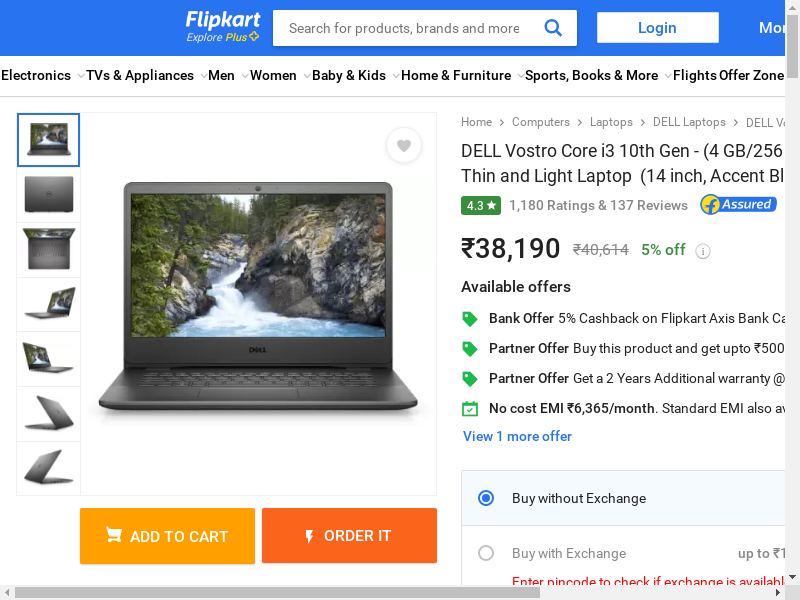 Flipkart
Explore Plus
Search for products, brands and more
Login
Electronics
TVs & Appliances
Men
Women
Baby & Kids
Home & Furniture
Sports, Books & More
Flights
Offer Zone
Home
Computers
Laptops
DELL Laptops
DELL
DELL Vostro Core i3 10th Gen - (4 GB/256
Thin and Light Laptop (14 inch, Accent
4.3
1,180 Ratings & 137 Reviews
Assured
₹38,190
₹40,614
5% off
Available offers
Bank Offer 5% Cashback on Flipkart Axis Bank
Partner Offer Buy this product and get upto ₹500
Partner Offer Get a 2 Years Additional warranty @
No cost EMI ₹6,365/month. Standard EMI also
View 1 more offer
DELL
ADD TO CART
ORDER IT
Buy without Exchange
Buy with Exchange
up to
Enter pincode to check if exchange is